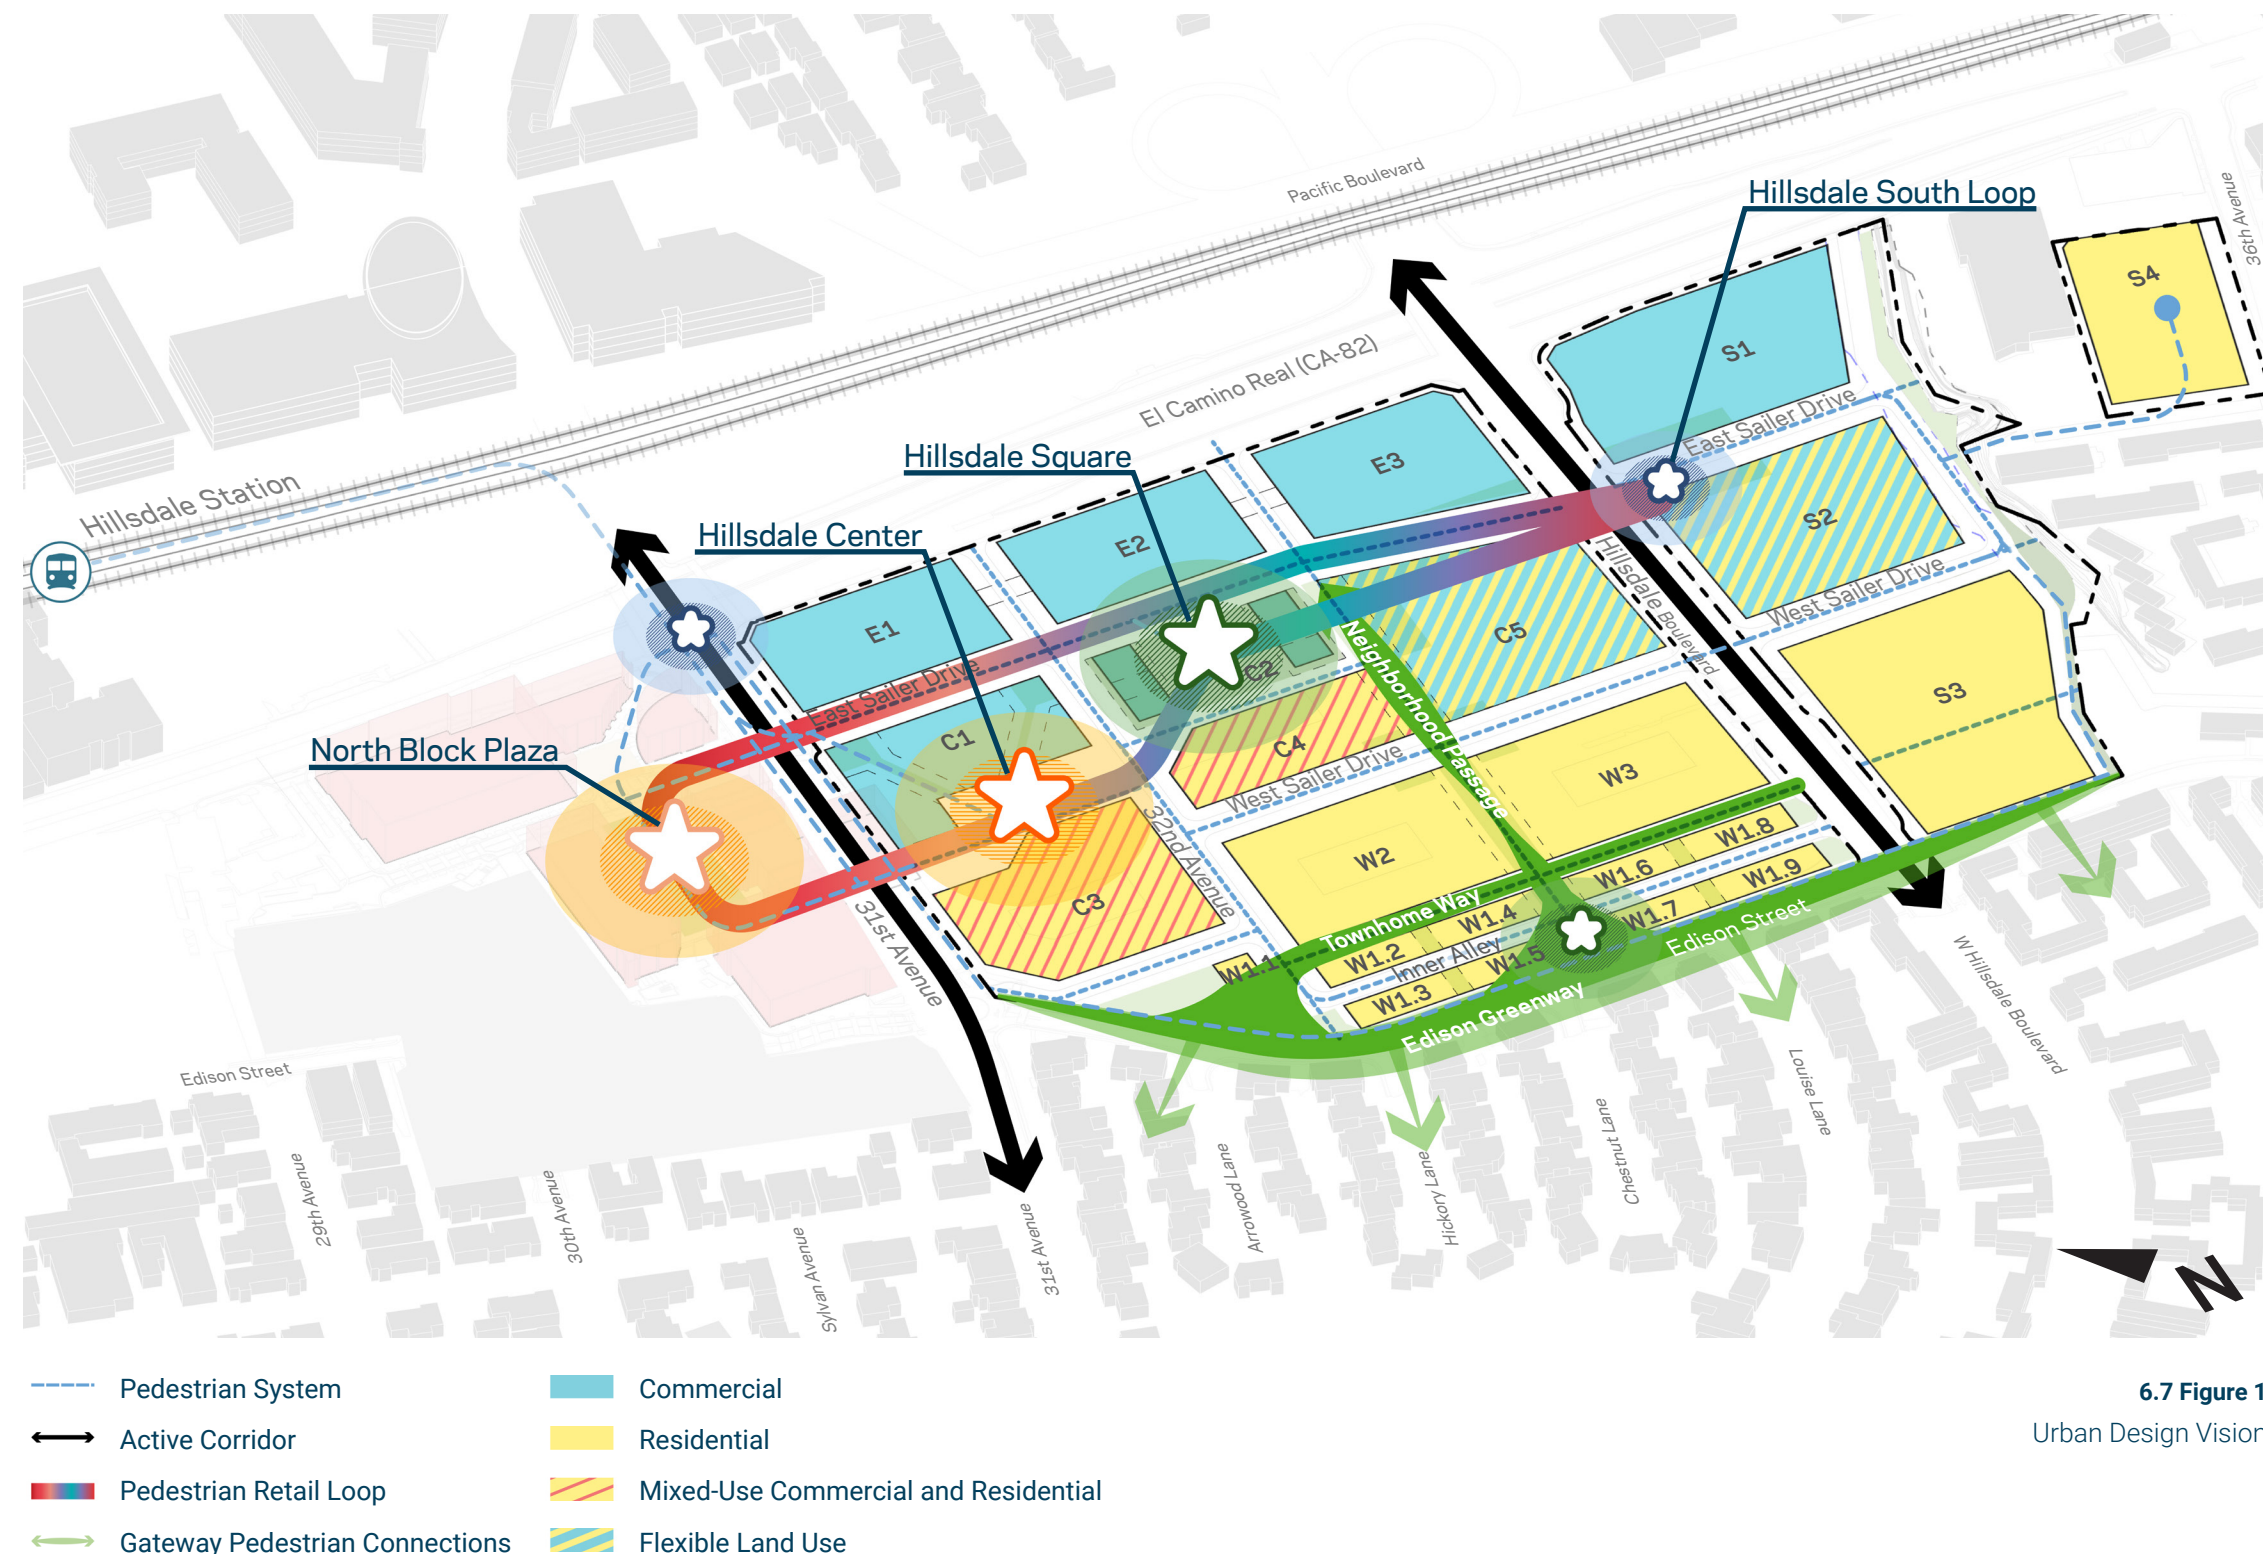 Pacific Boulevard
Hillsdale South Loop
36th Avenue
S4
S1
El Camino Real (CA-82)
East Sailer Drive
Hillsdale Square
E3
Hillsdale Station
S2
Hillsdale Center
E2
Hillsdale Boulevard
West Sailer Drive
E1
C5
Neighborhood Passage
C2
East Sailer Drive
S3
C1
North Block Plaza
C4
West Sailer Drive
W3
32nd Avenue
W2
W1.8
W1.6
W1.9
C3
Townhome Way
W1.4
W1.7
Edison Street
31st Avenue
W1.2
Inner Alley
W1.5
W1.1
W1.3
Edison Greenway
W Hillsdale Boulevard
Edison Street
Louise Lane
Chestnut Lane
Hickory Lane
Arrowood Lane
31st Avenue
Sylvan Avenue
30th Avenue
29th Avenue
N
Pedestrian System
Active Corridor
Pedestrian Retail Loop
Gateway Pedestrian Connections
Commercial
Residential
Mixed-Use Commercial and Residential
Flexible Land Use
6.7 Figure 1
Urban Design Vision